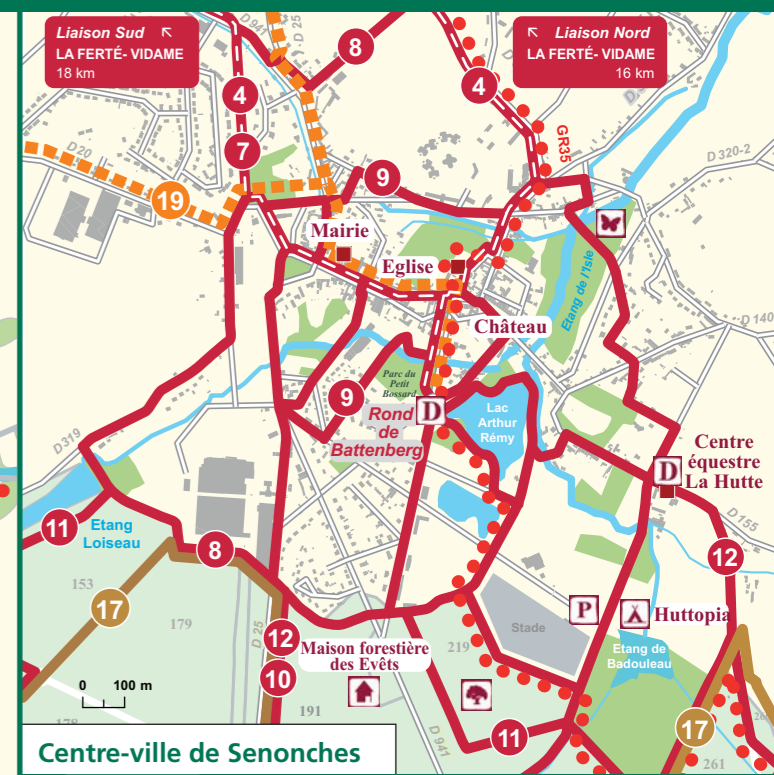 D 941
D 25
Liaison Sud
LA FERTÉ- VIDAME
18 km
8
Liaison Nord
LA FERTÉ- VIDAME
16 km
4
4
GR35
7
D 20
D 320-2
9
19
Mairie
Eglise
Etang de l'Isle
Château
D 140
Parc du
Petit
Bossard
9
D
Rond
de
Battenberg
Lac
Arthur
Rémy
D319
Centre
équestre
La Hutte
D
D 155
11
Etang
Loiseau
8
12
153
17
179
D 25
12
P
Huttopia
Stade
Maison forestière
des Evêts
219
Etang de
Badouleau
10
0 100 m
191
178
D 941
11
17
261
Centre-ville de Senonches